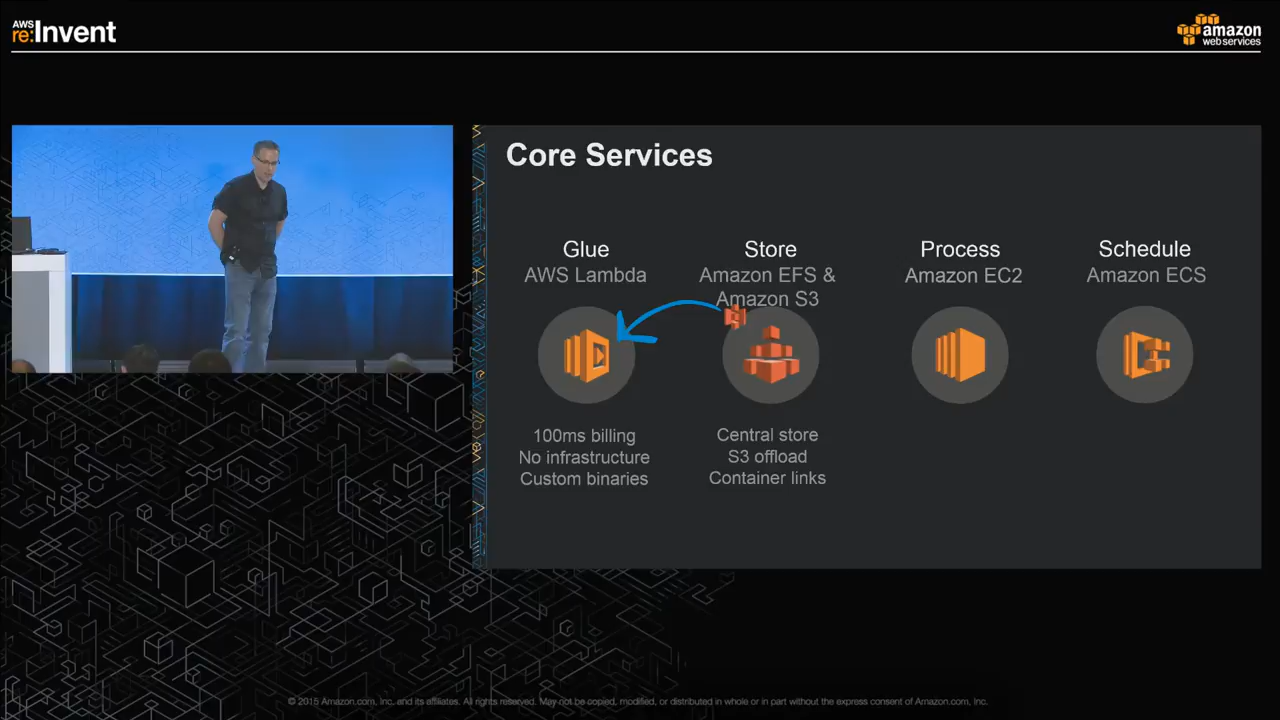 AWS
re:Invent
amazon
web services
Core Services
Glue
AWS Lambda
Store
Amazon EFS &
Amazon S3
Process
Amazon EC2
Schedule
Amazon ECS
100ms billing
No infrastructure
Custom binaries
Central store
S3 offload
Container links
© 2015 Amazon.com, Inc. and its affiliates. All rights reserved. May not be copied, modified, or distributed in whole or in part without the express consent of Amazon.com, Inc.